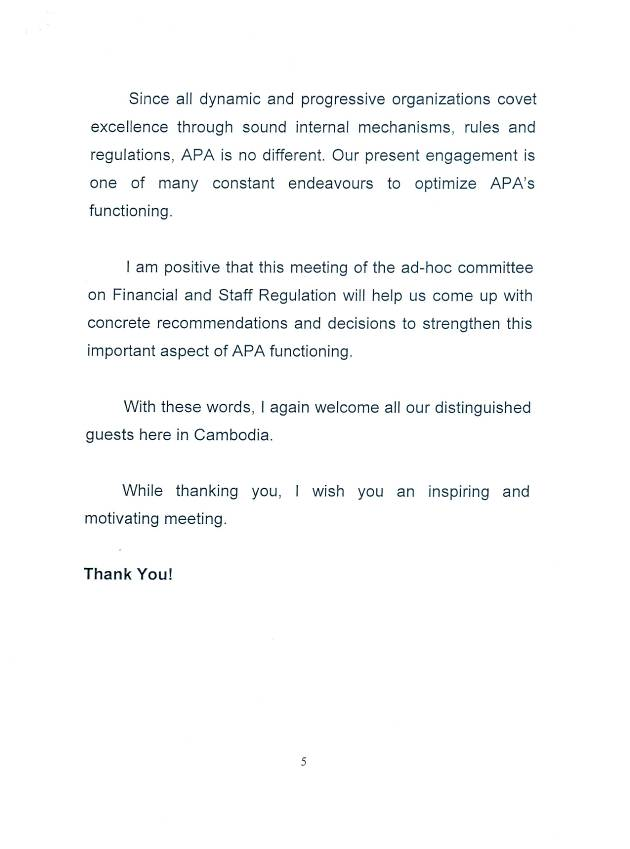 Since all dynamic and progressive organizations covet
excellence through sound internal mechanisms, rules and
regulations, APA is no different. Our present engagement is
one of many constant endeavours to optimize APA's
functioning.
I am positive that this meeting of the ad-hoc committee
on Financial and Staff Regulation will help us come up with
concrete recommendations and decisions to strengthen this
important aspect of APA functioning.
With these words, I again welcome all our distinguished
guests here in Cambodia.
While thanking you, I wish you an inspiring and
motivating meeting.
Thank You!
5